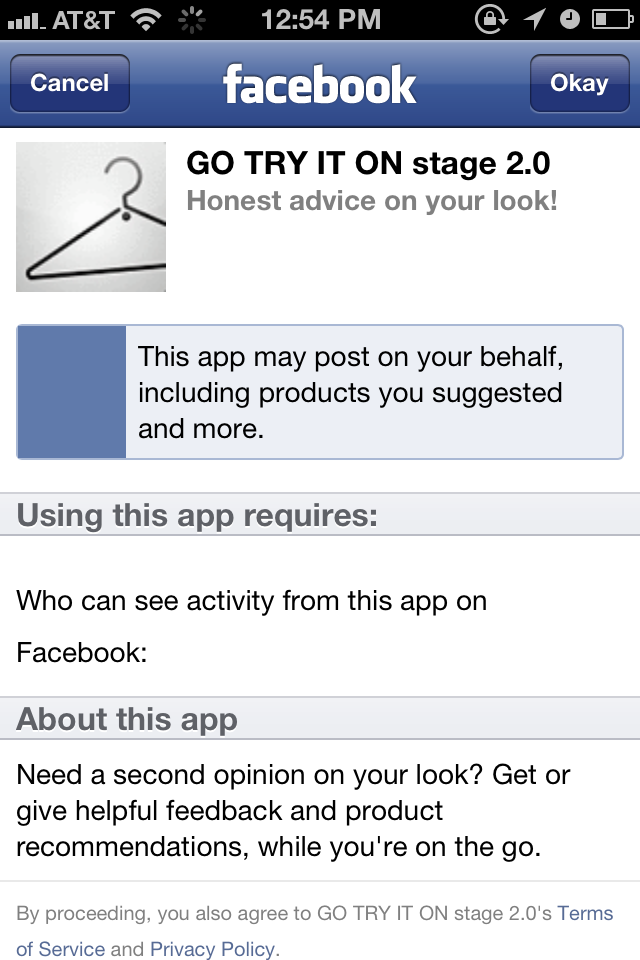 AT&T 12:54 PM
Cancel facebook Okay
GO TRY IT ON stage 2.0
Honest advice on your look!
This app may post on your behalf,
including products you suggested
and more.
Using this app requires:
Who can see activity from this app on
Facebook:
About this app
Need a second opinion on your look? Get or
give helpful feedback and product
recommendations, while you're on the go.
By proceeding, you also agree to GO TRY IT ON stage 2.0's Terms
of Service and Privacy Policy.